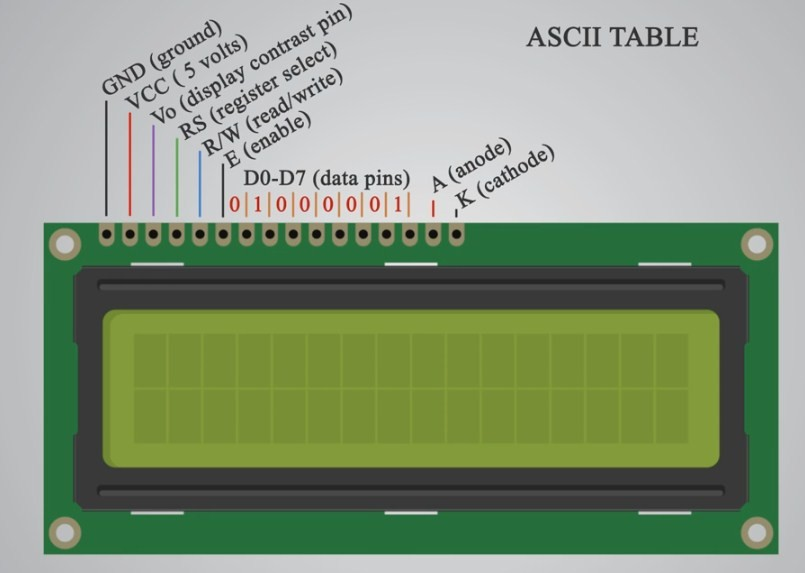 ASCII TABLE
GND (ground)
VCC ( 5 volts)
Vo (display contrast pin)
RS (register select)
R/W (read/write)
E (enable)
D0-D7 (data pins)
0 1 0 0 0 0 0 1
A (anode)
K (cathode)